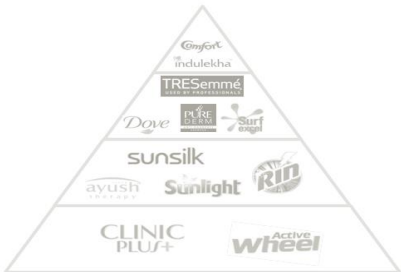 Comfort
indulekha
TRESemmé
USED BY PROFESSIONALS
Dove
PURE
DERM
Surf
excel
sunsilk
ayush
therapy
Sunlight
RIN
CLINIC
PLUS+
Active
Wheel